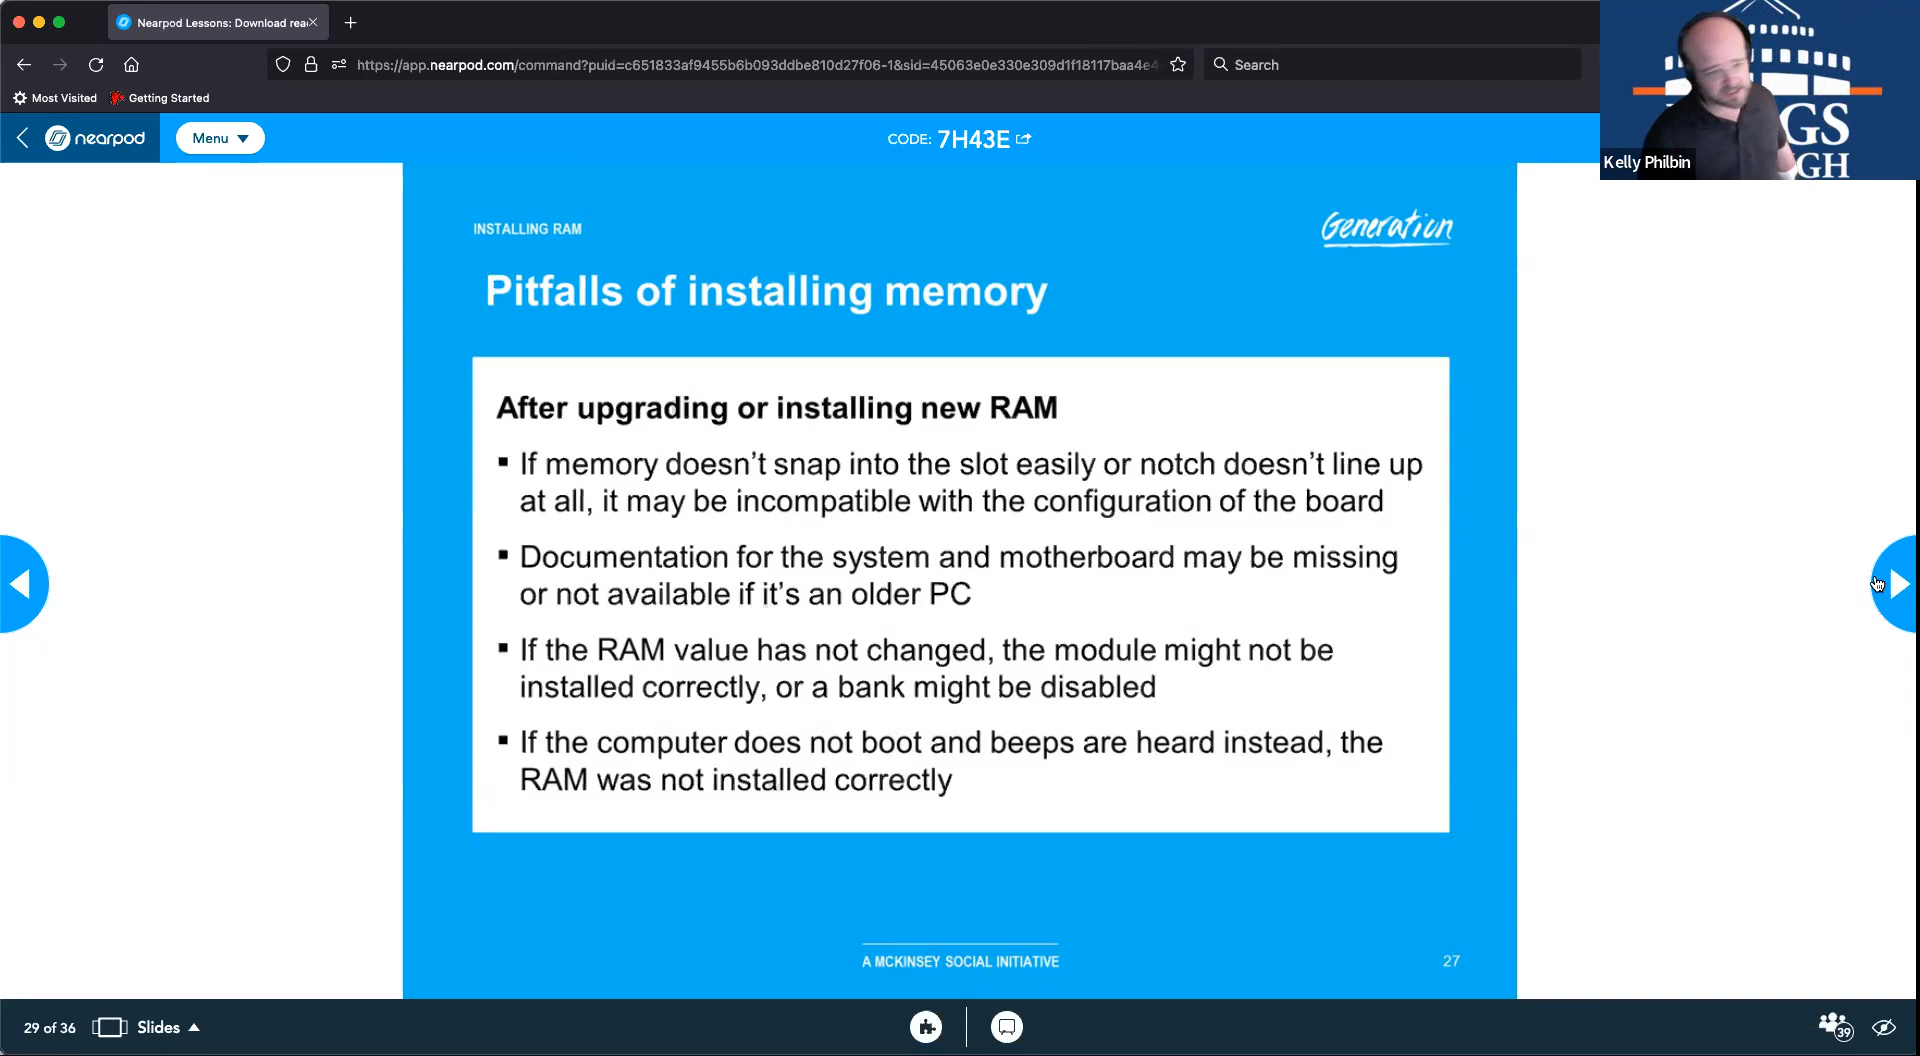 Nearpod Lessons: Download rea
https://app.nearpod.com/command?puid=c651833af9455b6b093ddbe810d27f06-1&sid=45063e0e330e309d1f18117baa4e4
Search
Most Visited
Getting Started
nearpod
Menu
CODE: 7H43E
GS
GH
Kelly Philbin
INSTALLING RAM
Generation
Pitfalls of installing memory
After upgrading or installing new RAM
▪ If memory doesn't snap into the slot easily or notch doesn't line up
at all, it may be incompatible with the configuration of the board
▪ Documentation for the system and motherboard may be missing
or not available if it's an older PC
▪ If the RAM value has not changed, the module might not be
installed correctly, or a bank might be disabled
▪ If the computer does not boot and beeps are heard instead, the
RAM was not installed correctly
A MCKINSEY SOCIAL INITIATIVE
27
29 of 36
Slides
39